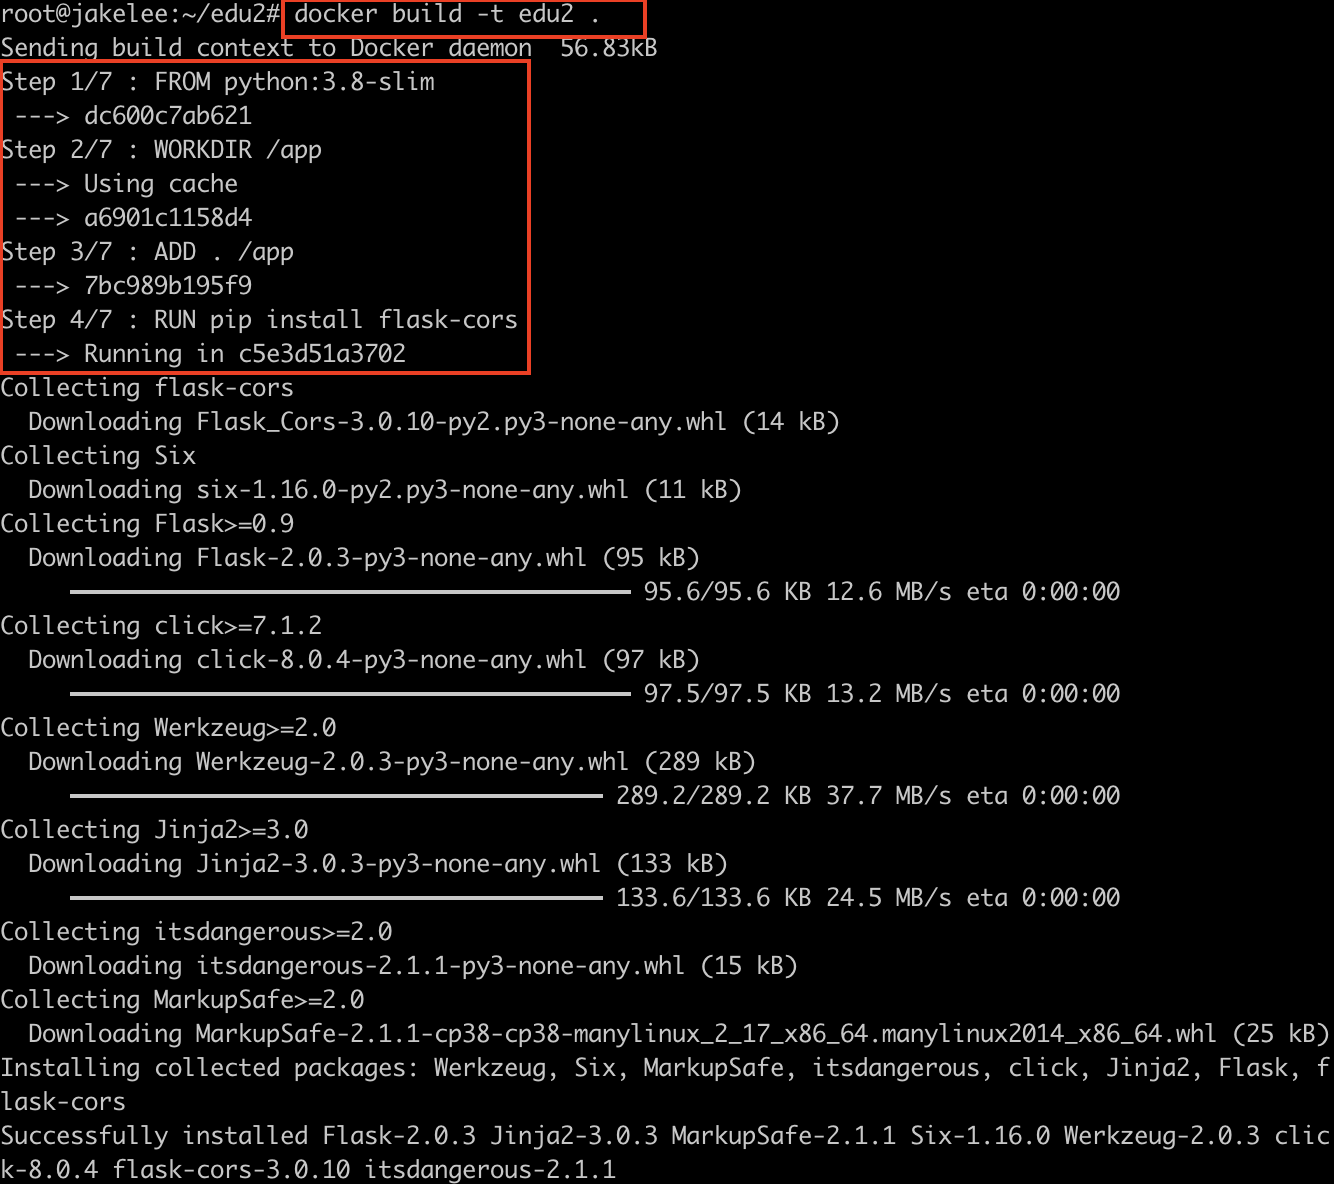 root@jakelee:~/edu2# docker build -t edu2 .
Sending build context to Docker daemon  56.83kB
Step 1/7 : FROM python:3.8-slim
 ---> dc600c7ab621
Step 2/7 : WORKDIR /app
 ---> Using cache
 ---> a6901c1158d4
Step 3/7 : ADD . /app
 ---> 7bc989b195f9
Step 4/7 : RUN pip install flask-cors
 ---> Running in c5e3d51a3702
Collecting flask-cors
  Downloading Flask_Cors-3.0.10-py2.py3-none-any.whl (14 kB)
Collecting Six
  Downloading six-1.16.0-py2.py3-none-any.whl (11 kB)
Collecting Flask>=0.9
  Downloading Flask-2.0.3-py3-none-any.whl (95 kB)
     95.6/95.6 KB 12.6 MB/s eta 0:00:00
Collecting click>=7.1.2
  Downloading click-8.0.4-py3-none-any.whl (97 kB)
     97.5/97.5 KB 13.2 MB/s eta 0:00:00
Collecting Werkzeug>=2.0
  Downloading Werkzeug-2.0.3-py3-none-any.whl (289 kB)
     289.2/289.2 KB 37.7 MB/s eta 0:00:00
Collecting Jinja2>=3.0
  Downloading Jinja2-3.0.3-py3-none-any.whl (133 kB)
     133.6/133.6 KB 24.5 MB/s eta 0:00:00
Collecting itsdangerous>=2.0
  Downloading itsdangerous-2.1.1-py3-none-any.whl (15 kB)
Collecting MarkupSafe>=2.0
  Downloading MarkupSafe-2.1.1-cp38-cp38-manylinux_2_17_x86_64.manylinux2014_x86_64.whl (25 kB)
Installing collected packages: Werkzeug, Six, MarkupSafe, itsdangerous, click, Jinja2, Flask, f
lask-cors
Successfully installed Flask-2.0.3 Jinja2-3.0.3 MarkupSafe-2.1.1 Six-1.16.0 Werkzeug-2.0.3 clic
k-8.0.4 flask-cors-3.0.10 itsdangerous-2.1.1